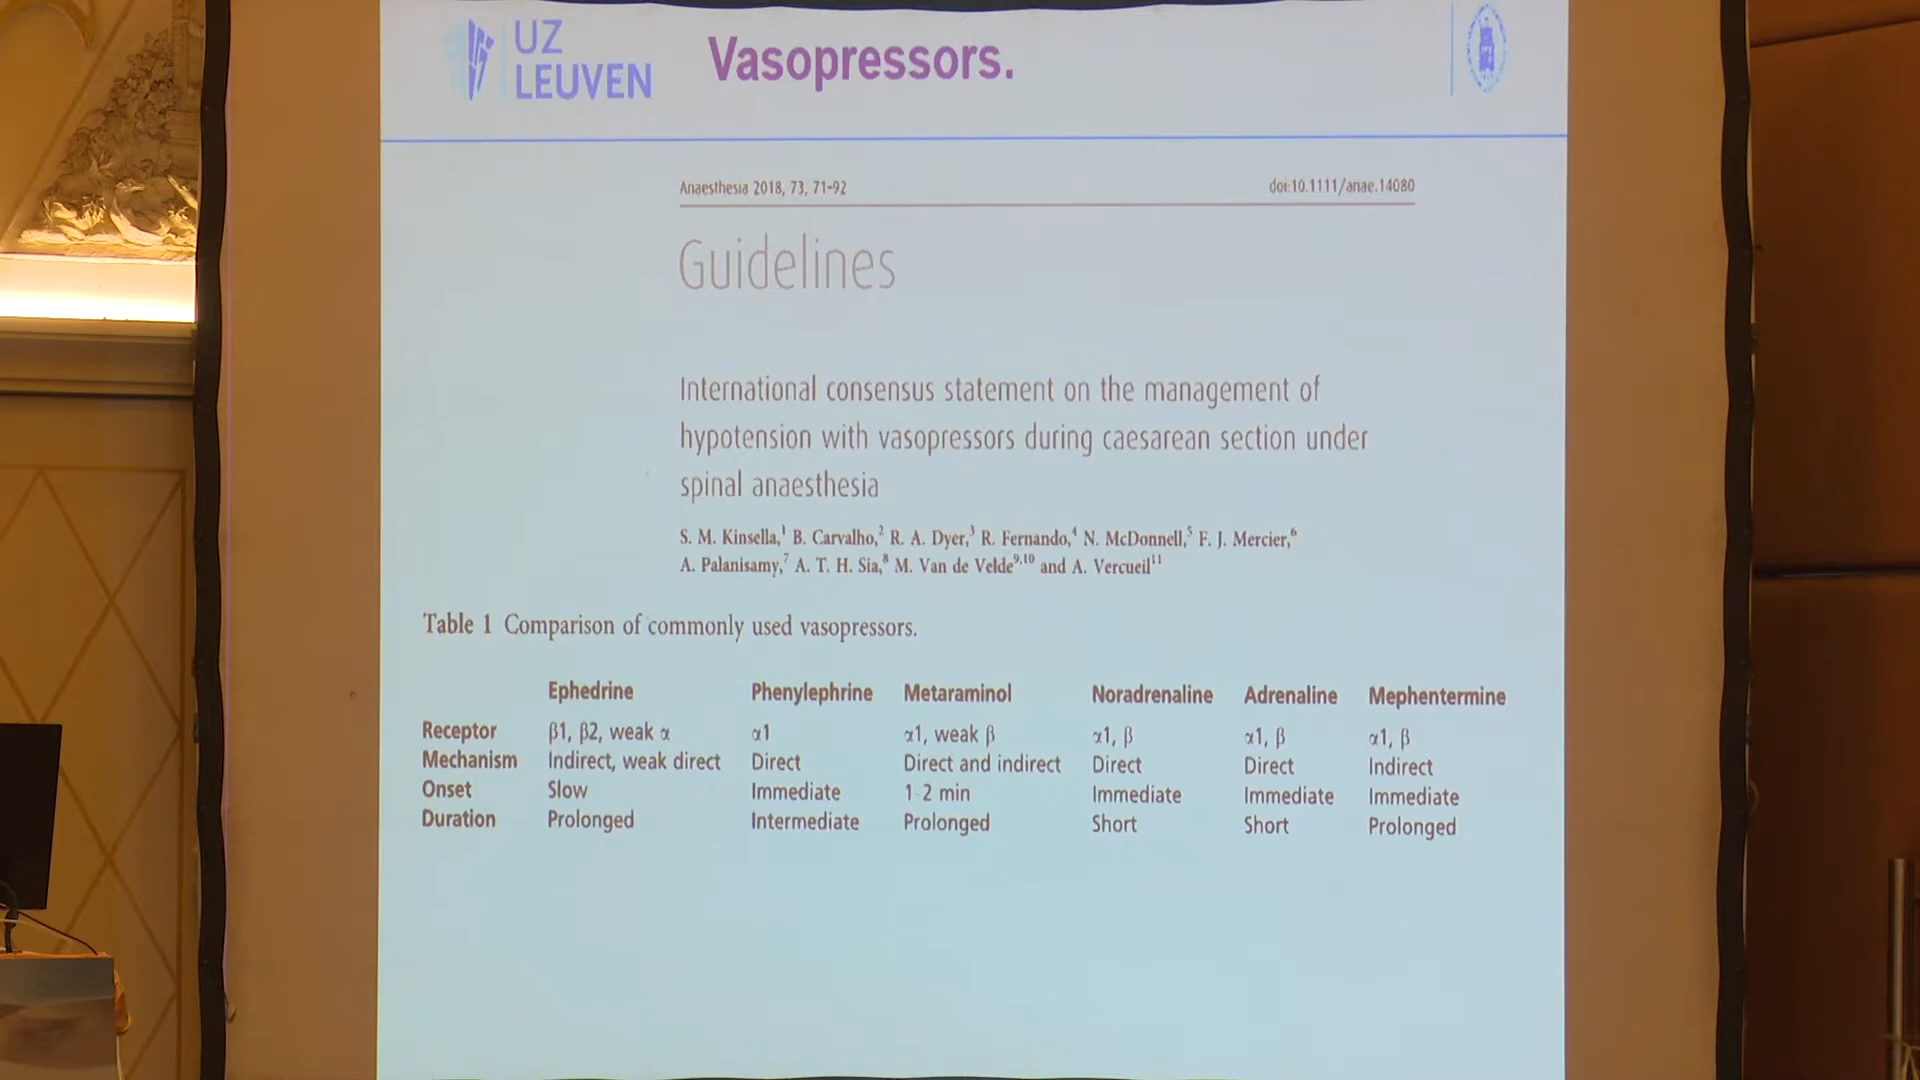 UZ
LEUVEN
Vasopressors.
Anaesthesia 2018, 73, 71–92 doi:10.1111/anae.14080
Guidelines
International consensus statement on the management of
hypotension with vasopressors during caesarean section under
spinal anaesthesia
S. M. Kinsella,1 B. Carvalho,2 R. A. Dyer,3 R. Fernando,4 N. McDonnell,5 F. J. Mercier,6
A. Palanisamy,7 A. T. H. Sia,8 M. Van de Velde9,10 and A. Vercueil11
Table 1 Comparison of commonly used vasopressors.
Ephedrine Phenylephrine Metaraminol Noradrenaline Adrenaline Mephentermine
Receptor β1, β2, weak α α1 α1, weak β α1, β α1, β α1, β
Mechanism Indirect, weak direct Direct Direct and indirect Direct Direct Indirect
Onset Slow Immediate 1–2 min Immediate Immediate Immediate
Duration Prolonged Intermediate Prolonged Short Short Prolonged